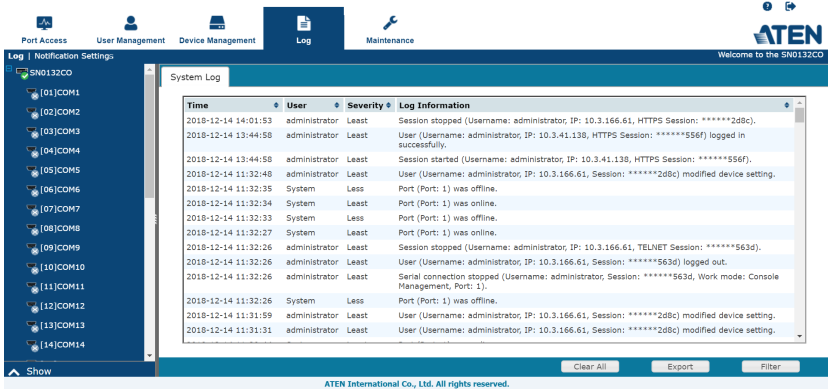 Port Access User Management Device Management Log Maintenance
ATEN
Log | Notification Settings Welcome to the SN0132CO
SN0132CO
[01]COM1
[02]COM2
[03]COM3
[04]COM4
[05]COM5
[06]COM6
[07]COM7
[08]COM8
[09]COM9
[10]COM10
[11]COM11
[12]COM12
[13]COM13
[14]COM14
Show
System Log
Time User Severity Log Information
2018-12-14 14:01:53 administrator Least Session stopped (Username: administrator, IP: 10.3.166.61, HTTPS Session: ******2d8c).
2018-12-14 13:44:58 administrator Least User (Username: administrator, IP: 10.3.41.138, HTTPS Session: ******556f) logged in
successfully.
2018-12-14 13:44:58 administrator Least Session started (Username: administrator, IP: 10.3.41.138, HTTPS Session: ******556f).
2018-12-14 11:32:48 administrator Least User (Username: administrator, IP: 10.3.166.61, Session: ******2d8c) modified device setting.
2018-12-14 11:32:35 System Less Port (Port: 1) was offline.
2018-12-14 11:32:34 System Least Port (Port: 1) was online.
2018-12-14 11:32:33 System Less Port (Port: 1) was offline.
2018-12-14 11:32:27 System Least Port (Port: 1) was online.
2018-12-14 11:32:26 administrator Least Session stopped (Username: administrator, IP: 10.3.166.61, TELNET Session: ******563d).
2018-12-14 11:32:26 administrator Least User (Username: administrator, IP: 10.3.166.61, Session: ******563d) logged out.
2018-12-14 11:32:26 administrator Least Serial connection stopped (Username: administrator, Session: ******563d, Work mode: Console
Management, Port: 1).
2018-12-14 11:32:26 System Less Port (Port: 1) was offline.
2018-12-14 11:31:59 administrator Least User (Username: administrator, IP: 10.3.166.61, Session: ******2d8c) modified device setting.
2018-12-14 11:31:31 administrator Least User (Username: administrator, IP: 10.3.166.61, Session: ******2d8c) modified device setting.
Clear All Export Filter
ATEN International Co., Ltd. All rights reserved.